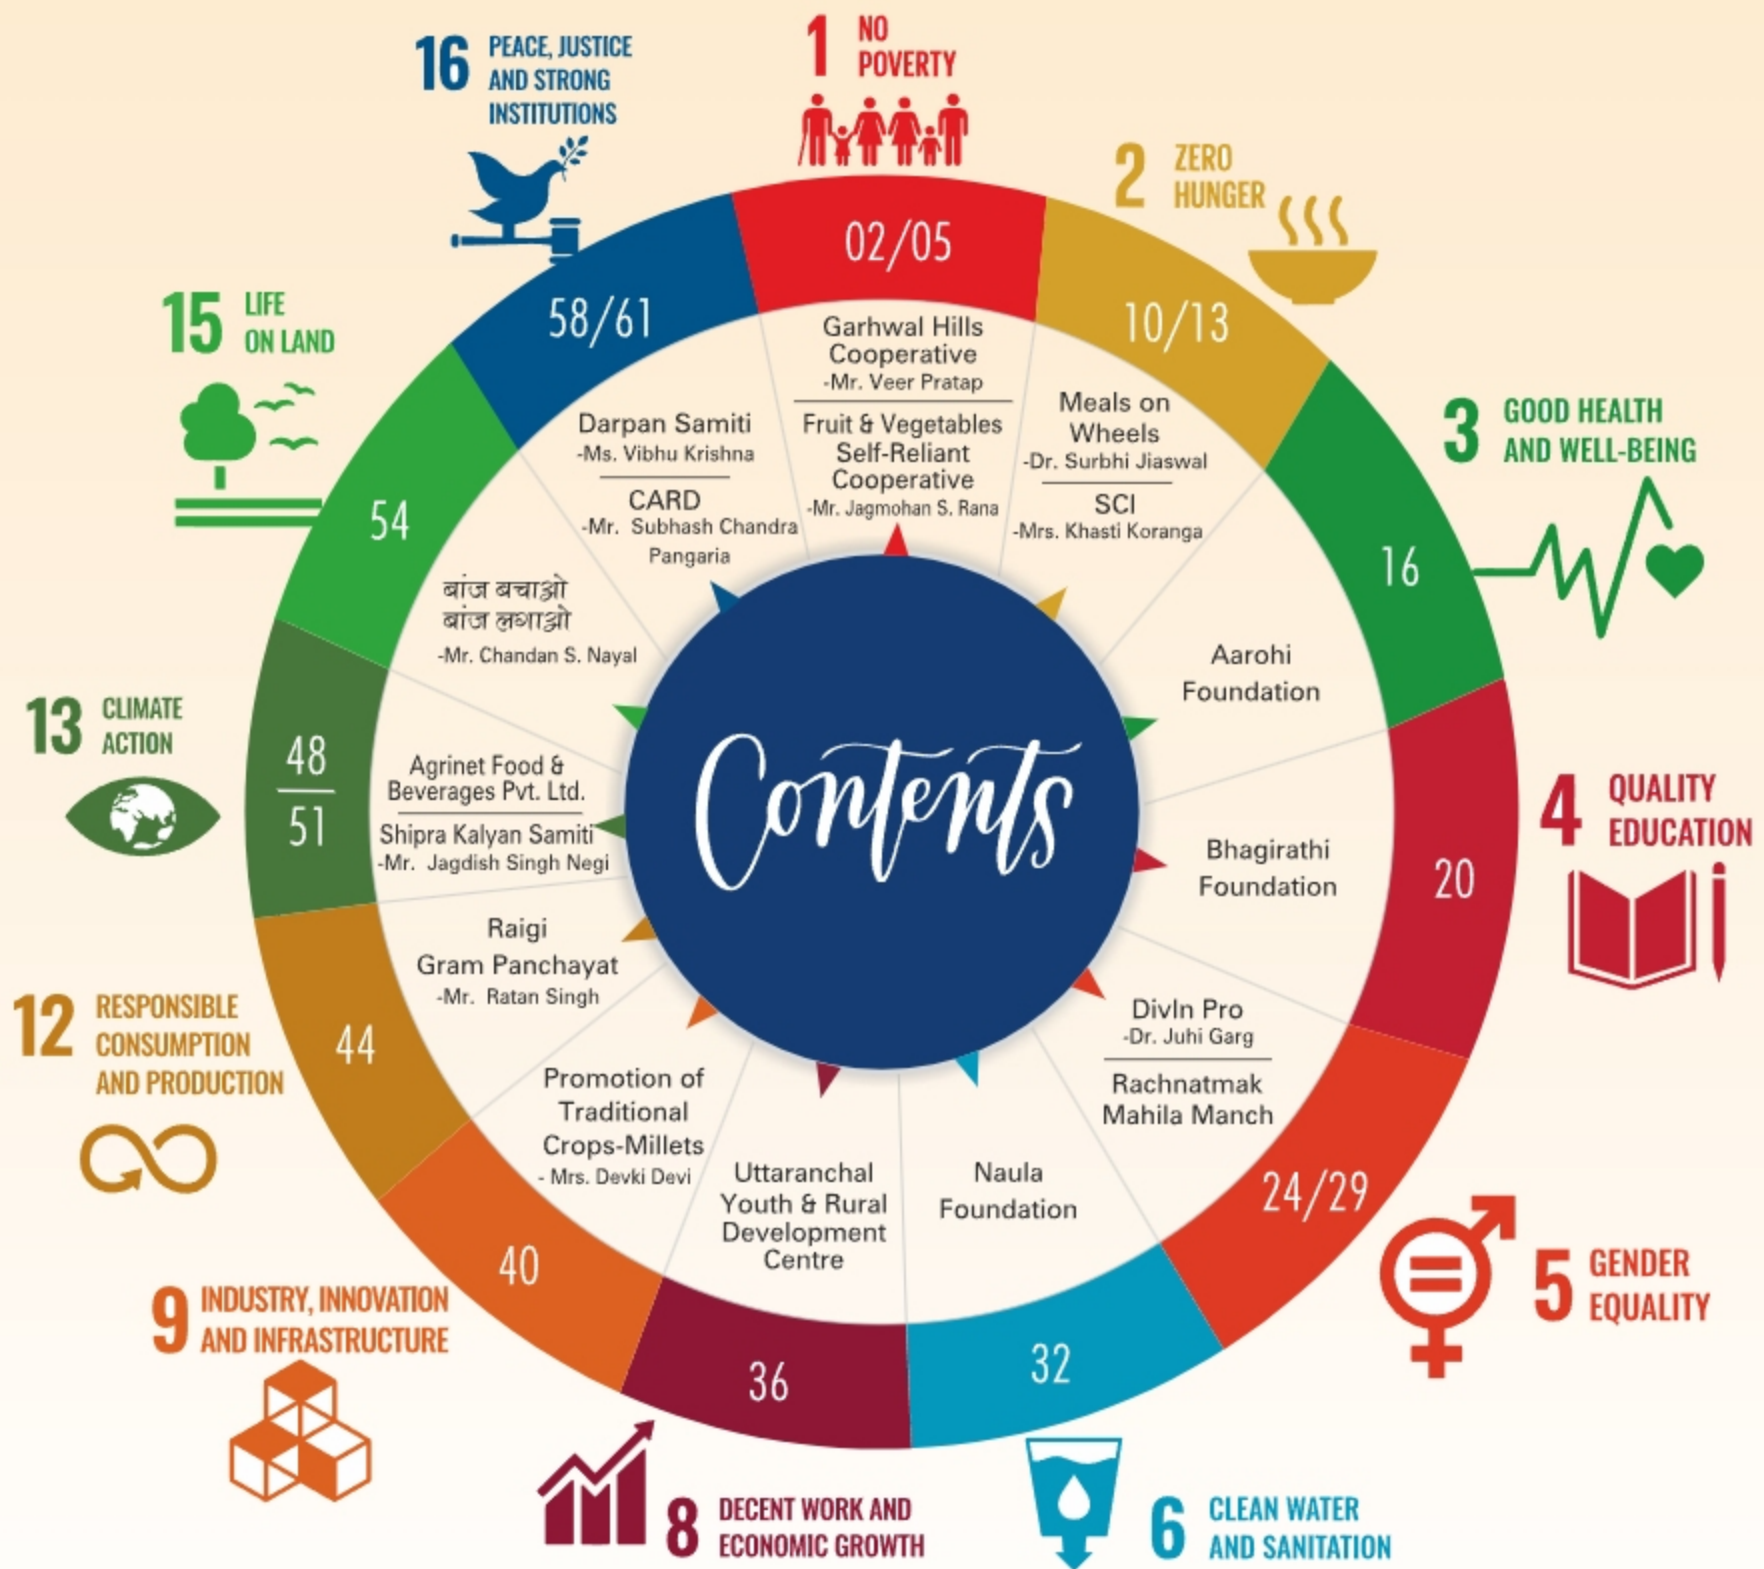 1
NO
POVERTY
02/05
Garhwal Hills
Cooperative
-Mr. Veer Pratap
Fruit & Vegetables
Self-Reliant
Cooperative
-Mr. Jagmohan S. Rana
2
ZERO
HUNGER
10/13
Meals on
Wheels
-Dr. Surbhi Jiaswal
SCI
-Mrs. Khasti Koranga
3
GOOD HEALTH
AND WELL-BEING
16
Aarohi
Foundation
4
QUALITY
EDUCATION
20
Bhagirathi
Foundation
5
GENDER
EQUALITY
24/29
DivIn Pro
-Dr. Juhi Garg
Rachnatmak
Mahila Manch
6
CLEAN WATER
AND SANITATION
32
Naula
Foundation
8
DECENT WORK AND
ECONOMIC GROWTH
36
Uttaranchal
Youth & Rural
Development
Centre
9
INDUSTRY, INNOVATION
AND INFRASTRUCTURE
40
Promotion of
Traditional
Crops-Millets
- Mrs. Devki Devi
12
RESPONSIBLE
CONSUMPTION
AND PRODUCTION
44
Raigi
Gram Panchayat
-Mr. Ratan Singh
13
CLIMATE
ACTION
48
51
Agrinet Food &
Beverages Pvt. Ltd.
Shipra Kalyan Samiti
-Mr. Jagdish Singh Negi
15
LIFE
ON LAND
54
बांज बचाओ
बांज लगाओ
-Mr. Chandan S. Nayal
16
PEACE, JUSTICE
AND STRONG
INSTITUTIONS
58/61
Darpan Samiti
-Ms. Vibhu Krishna
CARD
-Mr. Subhash Chandra
Pangaria
Contents